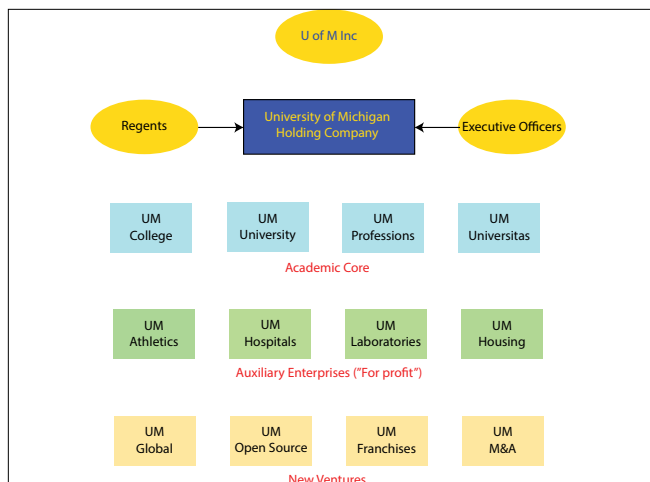 U of M Inc
Regents
University of Michigan
Holding Company
Executive Officers
UM
College
UM
University
UM
Professions
UM
Universitas
Academic Core
UM
Athletics
UM
Hospitals
UM
Laboratories
UM
Housing
Auxiliary Enterprises ("For profit")
UM
Global
UM
Open Source
UM
Franchises
UM
M&A
New Ventures